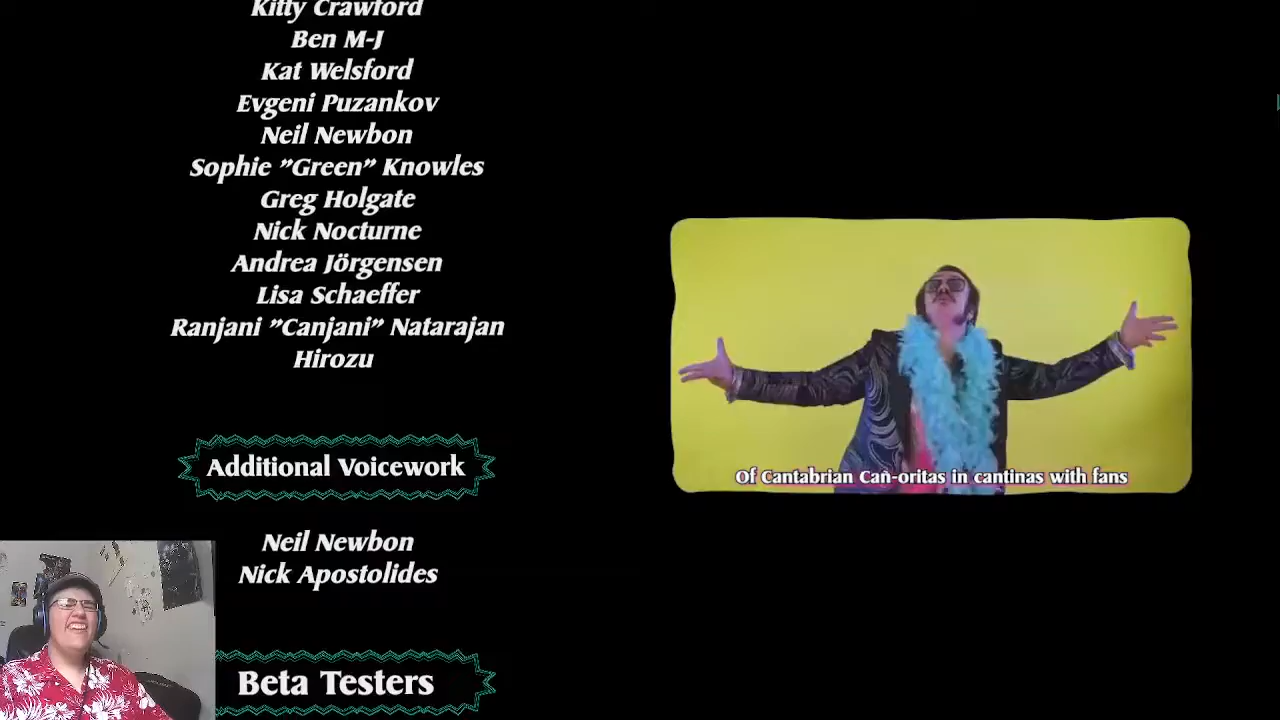 Kitty Crawford
Ben M-J
Kat Welsford
Evgeni Puzankov
Neil Newbon
Sophie ”Green” Knowles
Greg Holgate
Nick Nocturne
Andrea Jörgensen
Lisa Schaeffer
Ranjani ”Canjani” Natarajan
Hirozu
Additional Voicework
Neil Newbon
Nick Apostolides
Beta Testers
Of Cantabrian Cañ-oritas in cantinas with fans